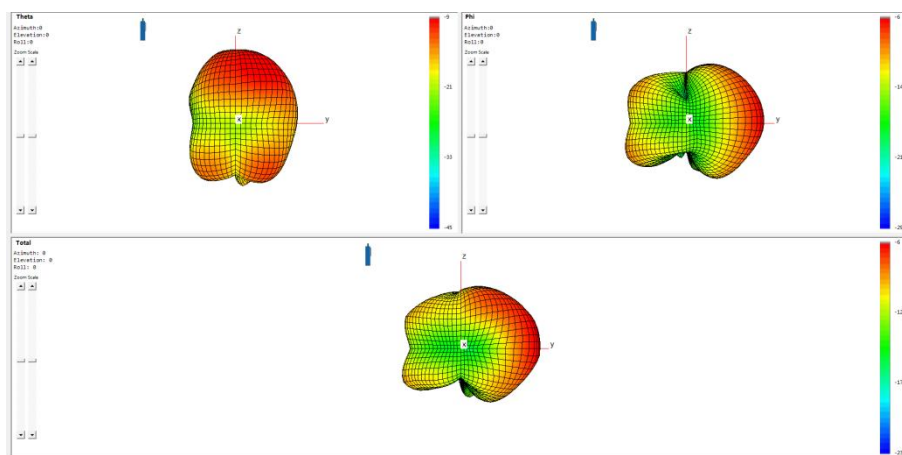 Theta
Azimuth:0
Elevation:0
Roll:0
Zoom Scale
z
x
y
-9
-21
-33
-45
Phi
Azimuth:0
Elevation:0
Roll:0
Zoom Scale
z
x
y
-6
-14
-20
Total
Azimuth: 0
Elevation: 0
Roll: 0
Zoom Scale
z
x
y
-6
-12
-17